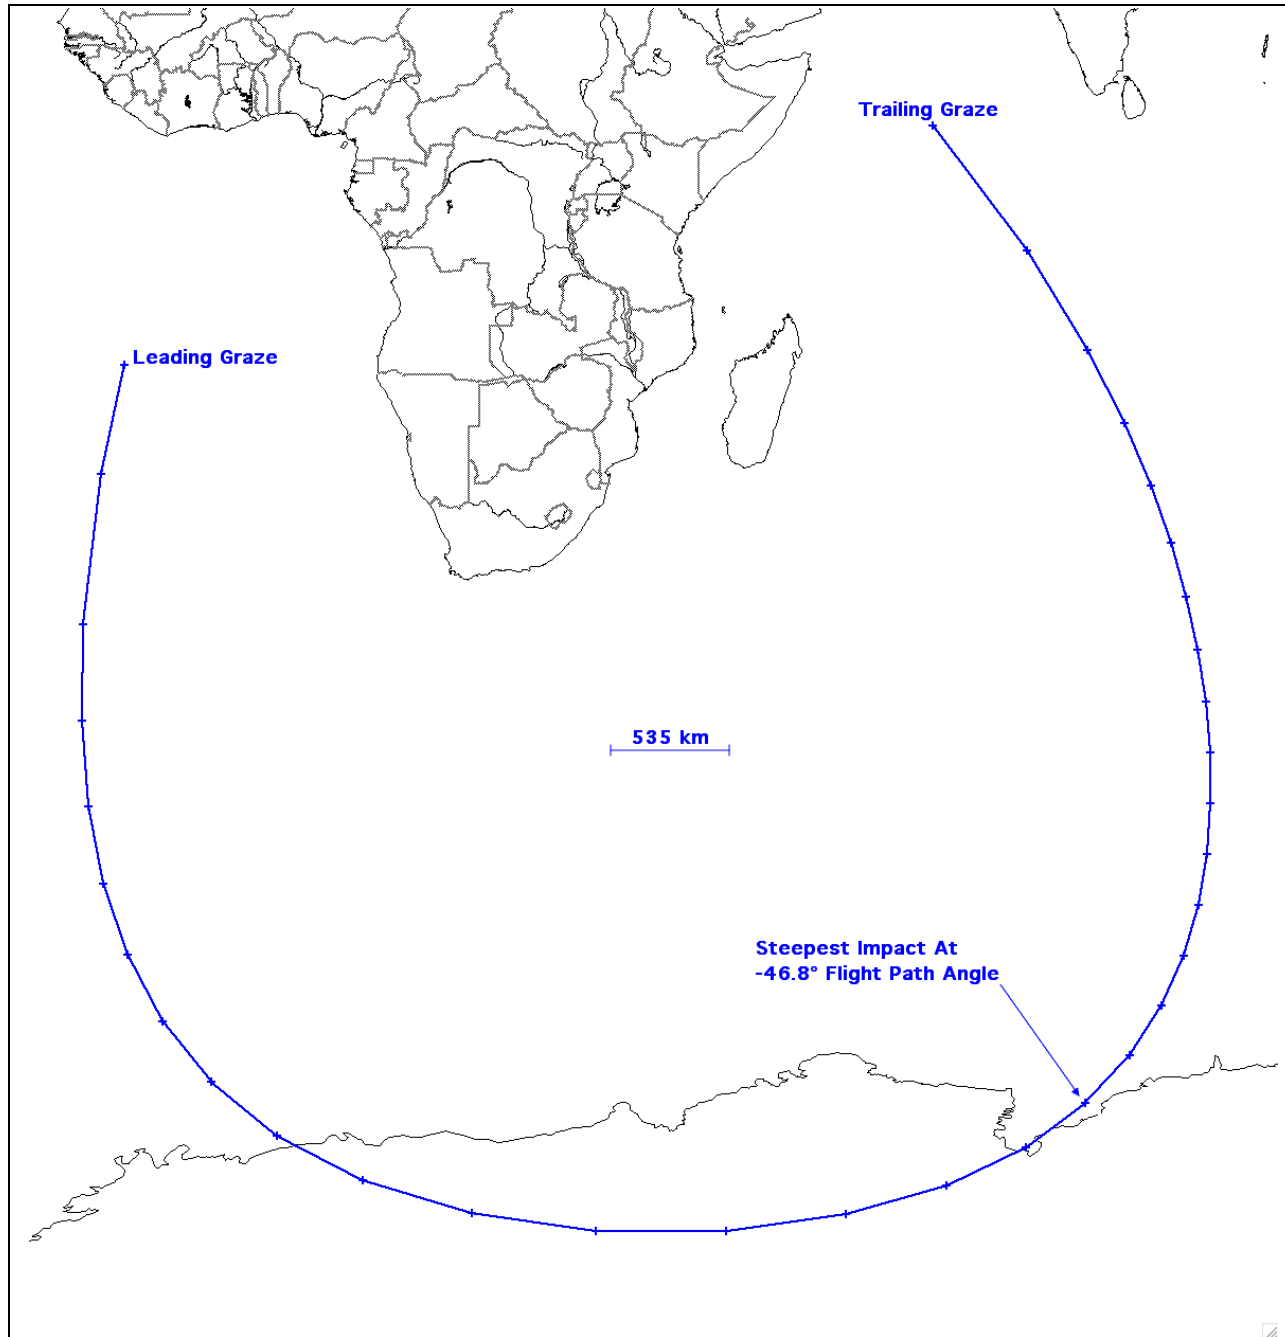 Trailing Graze
Leading Graze
535 km
Steepest Impact At
-46.8° Flight Path Angle